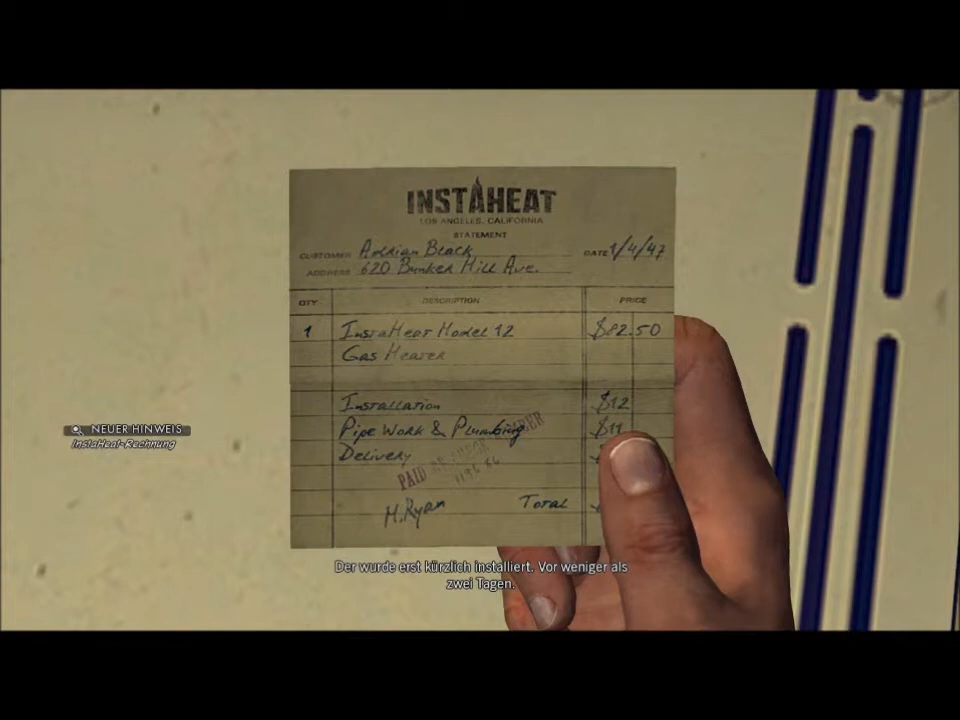 INSTAHEAT
LOS ANGELES, CALIFORNIA
STATEMENT
CUSTOMER Adrian Black
DATE 1/4/47
ADDRESS 620 Bunker Hill Ave.
QTY DESCRIPTION PRICE
1 InstaHeat Model 12 $82.50
Gas Heater
Installation $12
Pipe Work & Plumbing $11
Delivery
PAID
M.Ryan Total
NEUER HINWEIS
InstaHeat-Rechnung
Der wurde erst kürzlich installiert. Vor weniger als
zwei Tagen.